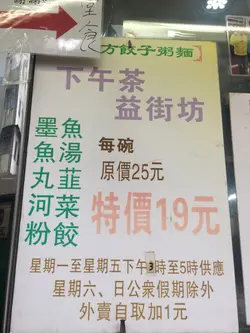 堂食
方餃子粥麵
下午茶
益街坊
墨魚
魚湯
丸韮
河菜
粉餃
每碗
原價25元
特價19元
星期一至星期五下午3時至5時供應
星期六、日公衆假期除外
外賣自取加1元